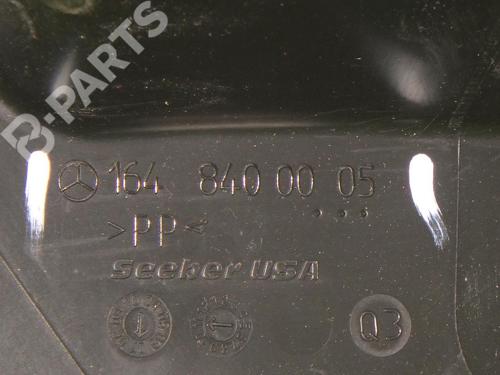 B-PARTS
164 840 00 05
>PP<
Seeber USA
Q3